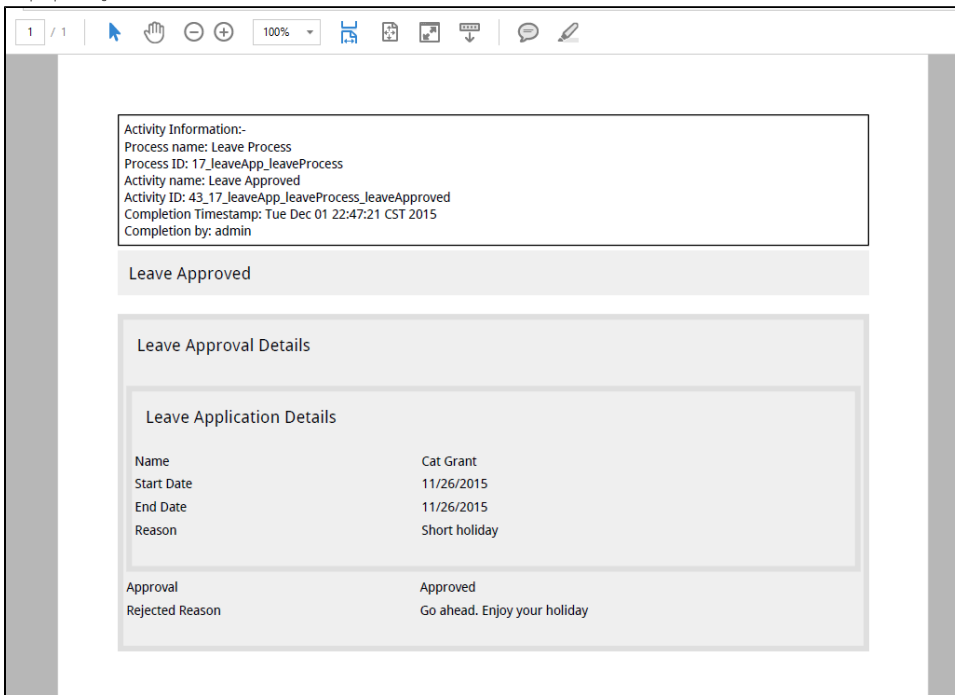 1 / 1 100%
Activity Information:-
Process name: Leave Process
Process ID: 17_leaveApp_leaveProcess
Activity name: Leave Approved
Activity ID: 43_17_leaveApp_leaveProcess_leaveApproved
Completion Timestamp: Tue Dec 01 22:47:21 CST 2015
Completion by: admin
Leave Approved
Leave Approval Details
Leave Application Details
Name Cat Grant
Start Date 11/26/2015
End Date 11/26/2015
Reason Short holiday
Approval Approved
Rejected Reason Go ahead. Enjoy your holiday